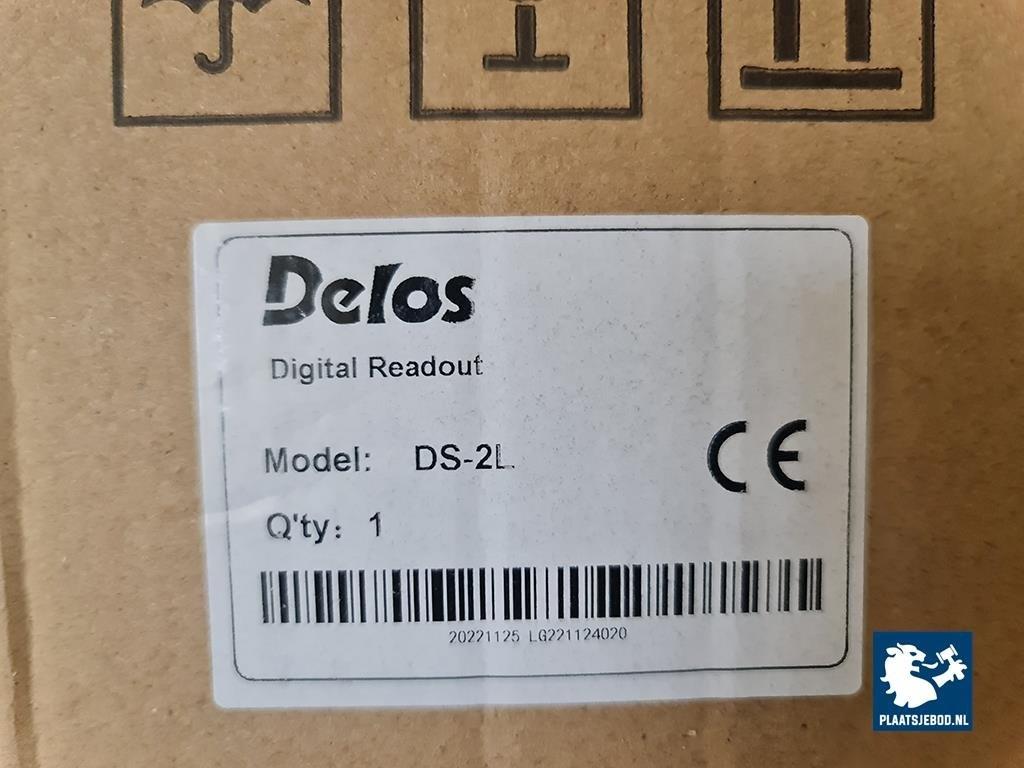 Delos
Digital Readout
Model: DS-2L
Q'ty: 1
20221125 LG221124020
CE
PLAATSJEBOD.NL